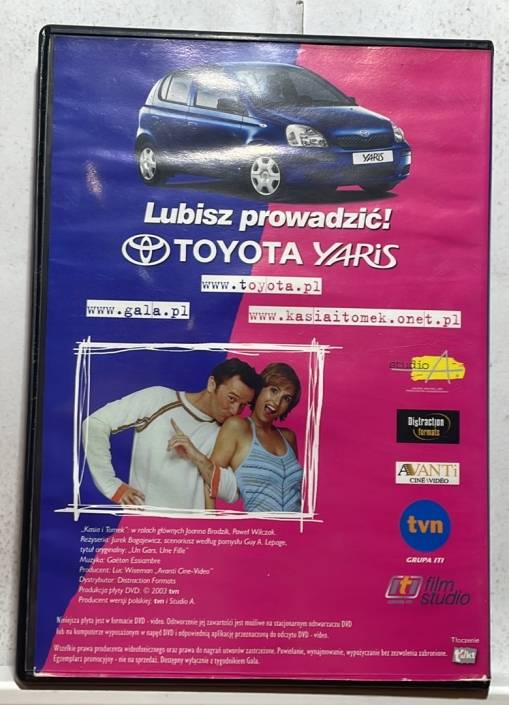 YARiS
Lubisz prowadzić!
TOYOTA YARiS
www.toyota.pl
www.gala.pl
www.kasiaitomek.onet.pl
studio A
Distraction
formats
AVANTi
CINÉ VIDÉO
tvn
GRUPA ITI
iti film
studio
„Kasia i Tomek": w rolach głównych Joanna Brodzik, Paweł Wilczak.
Reżyseria: Jurek Bogajewicz, scenariusz według pomysłu Guy A. Lepage,
tytuł oryginalny: „Un Gars, Une Fille"
Muzyka: Gaëtan Essiambre
Producent: Luc Wiseman „Avanti Cine-Video"
Dystrybutor: Distraction Formats
Produkcja płyty DVD: © 2003 tvn
Producent wersji polskiej: tvn i Studio A.
Niniejsza płyta jest w formacie DVD - video. Odtworzenie jej zawartości jest możliwe na stacjonarnym odtwarzaczu DVD
lub na komputerze wyposażonym w napęd DVD i odpowiednią aplikację przeznaczoną do odczytu DVD - video.
Tłoczenie
Wszelkie prawa producenta wideofonicznego oraz prawa do nagrań utworów zastrzeżone. Powielanie, wynajmowanie, wypożyczanie bez zezwolenia zabronione.
Egzemplarz promocyjny - nie na sprzedaż. Dostępny wyłącznie z tygodnikiem Gala.